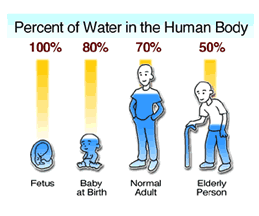 Percent of Water in the Human Body
100% 80% 70% 50%
Fetus Baby at Birth Normal Adult Elderly Person